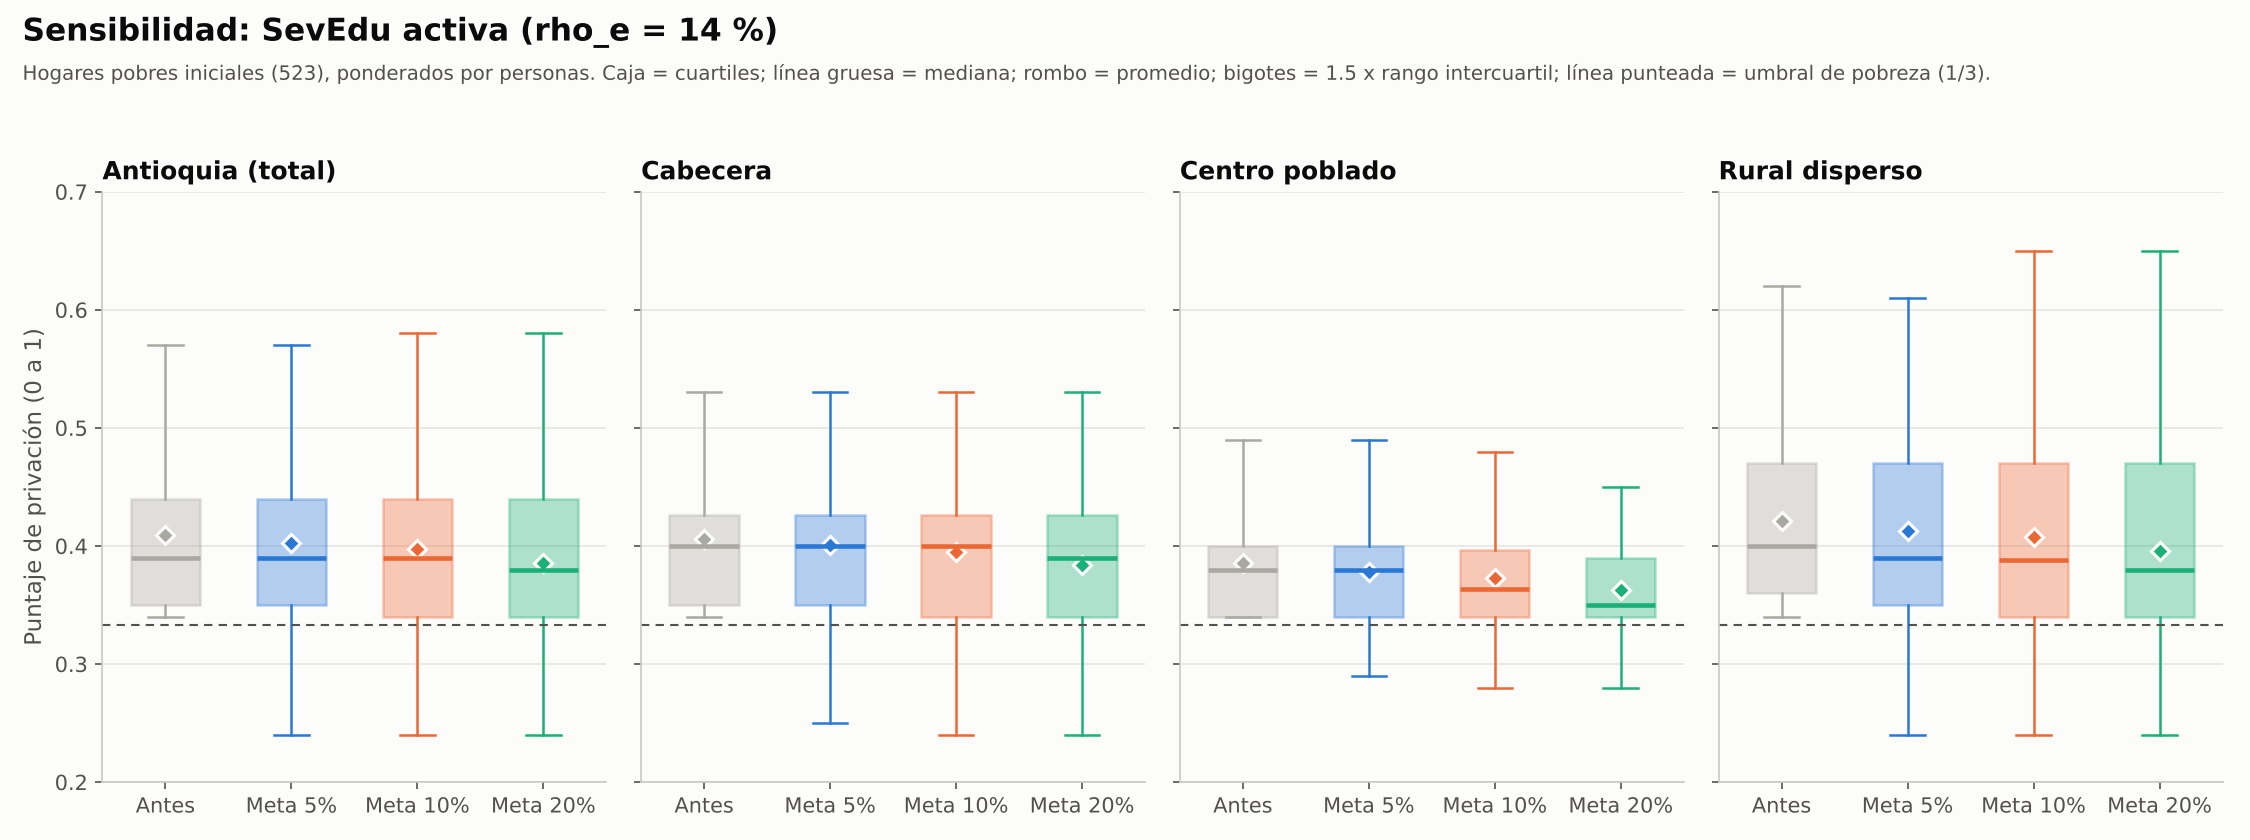 Sensibilidad: SevEdu activa (rho_e = 14 %)
Hogares pobres iniciales (523), ponderados por personas. Caja = cuartiles; línea gruesa = mediana; rombo = promedio; bigotes = 1.5 x rango intercuartil; línea punteada = umbral de pobreza (1/3).
Antioquia (total)
Cabecera
Centro poblado
Rural disperso
Puntaje de privación (0 a 1)
0.7
0.6
0.5
0.4
0.3
0.2
Antes Meta 5% Meta 10% Meta 20%
Antes Meta 5% Meta 10% Meta 20%
Antes Meta 5% Meta 10% Meta 20%
Antes Meta 5% Meta 10% Meta 20%